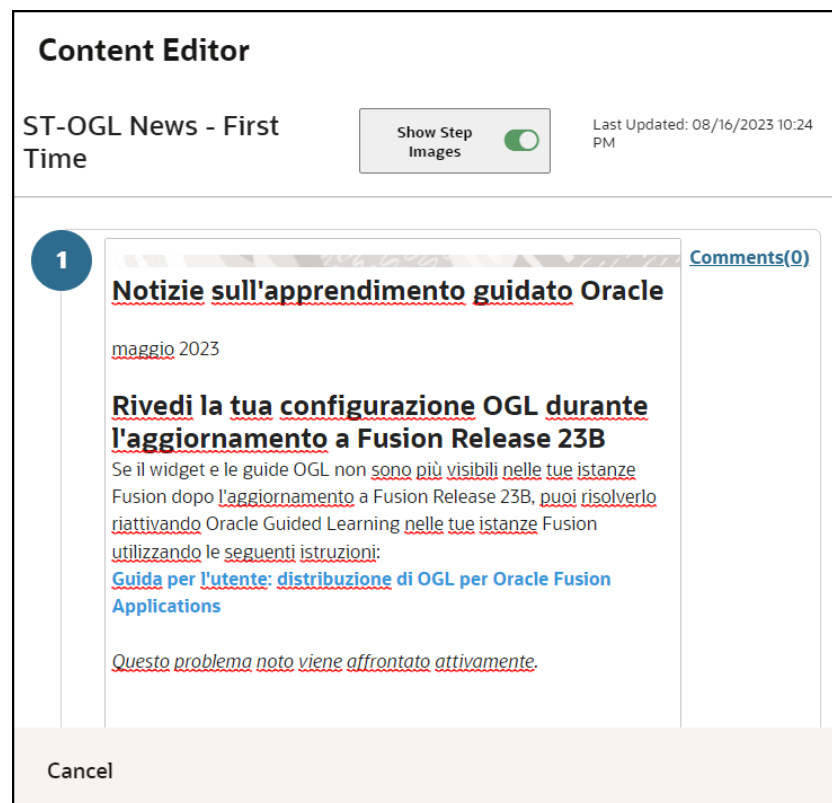 Content Editor
ST-OGL News - First
Time
Show Step
Images
Last Updated: 08/16/2023 10:24
PM
1
Comments(0)
Notizie sull'apprendimento guidato Oracle
maggio 2023
Rivedi la tua configurazione OGL durante
l'aggiornamento a Fusion Release 23B
Se il widget e le guide OGL non sono più visibili nelle tue istanze
Fusion dopo l'aggiornamento a Fusion Release 23B, puoi risolverlo
riattivando Oracle Guided Learning nelle tue istanze Fusion
utilizzando le seguenti istruzioni:
Guida per l'utente: distribuzione di OGL per Oracle Fusion
Applications
Questo problema noto viene affrontato attivamente.
Cancel